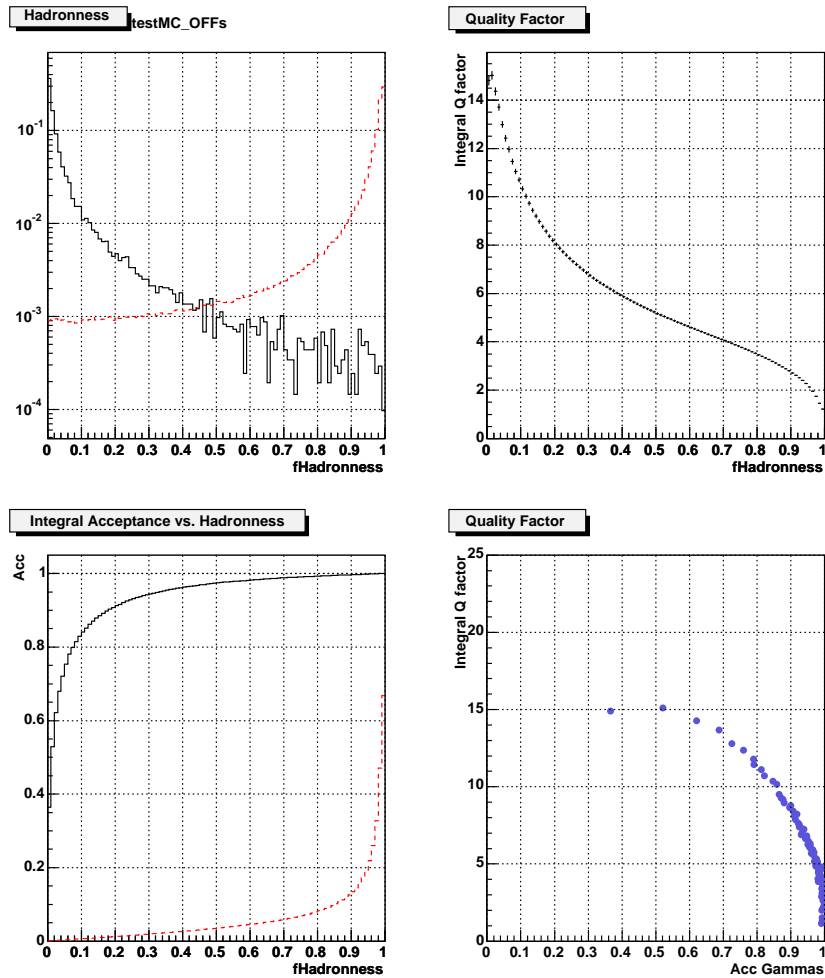 Hadronness
testMC_OFFs
10⁻¹
10⁻²
10⁻³
10⁻⁴
0 0.1 0.2 0.3 0.4 0.5 0.6 0.7 0.8 0.9 1
fHadronness
Quality Factor
Integral Q factor
14
12
10
8
6
4
2
0
0 0.1 0.2 0.3 0.4 0.5 0.6 0.7 0.8 0.9 1
fHadronness
Integral Acceptance vs. Hadronness
Acc
1
0.8
0.6
0.4
0.2
0
0 0.1 0.2 0.3 0.4 0.5 0.6 0.7 0.8 0.9 1
fHadronness
Quality Factor
Integral Q factor
25
20
15
10
5
0
0 0.1 0.2 0.3 0.4 0.5 0.6 0.7 0.8 0.9 1
Acc Gammas